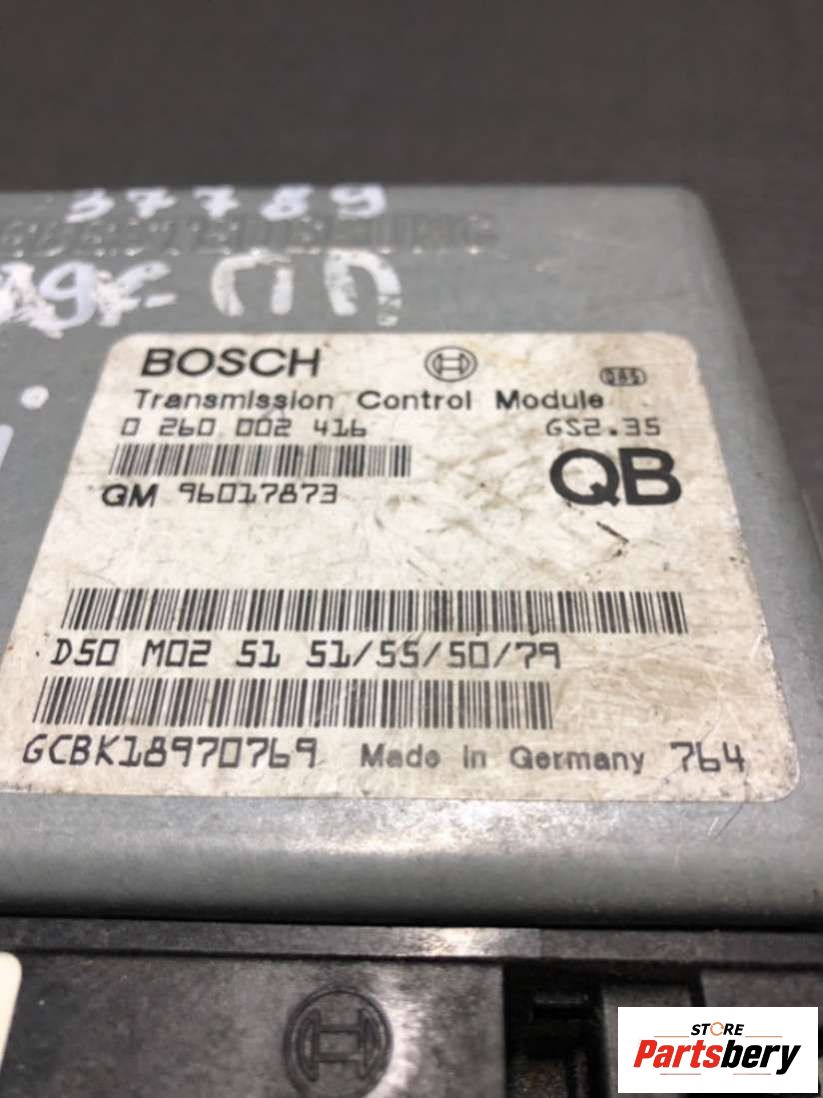 37789
BOSCH
Transmission Control Module
0 260 002 416 GS2.35
GM 96017873 QB
D50 M02 51 51/55/50/79
GCBK18970769 Made in Germany 764
STORE
Partsbery